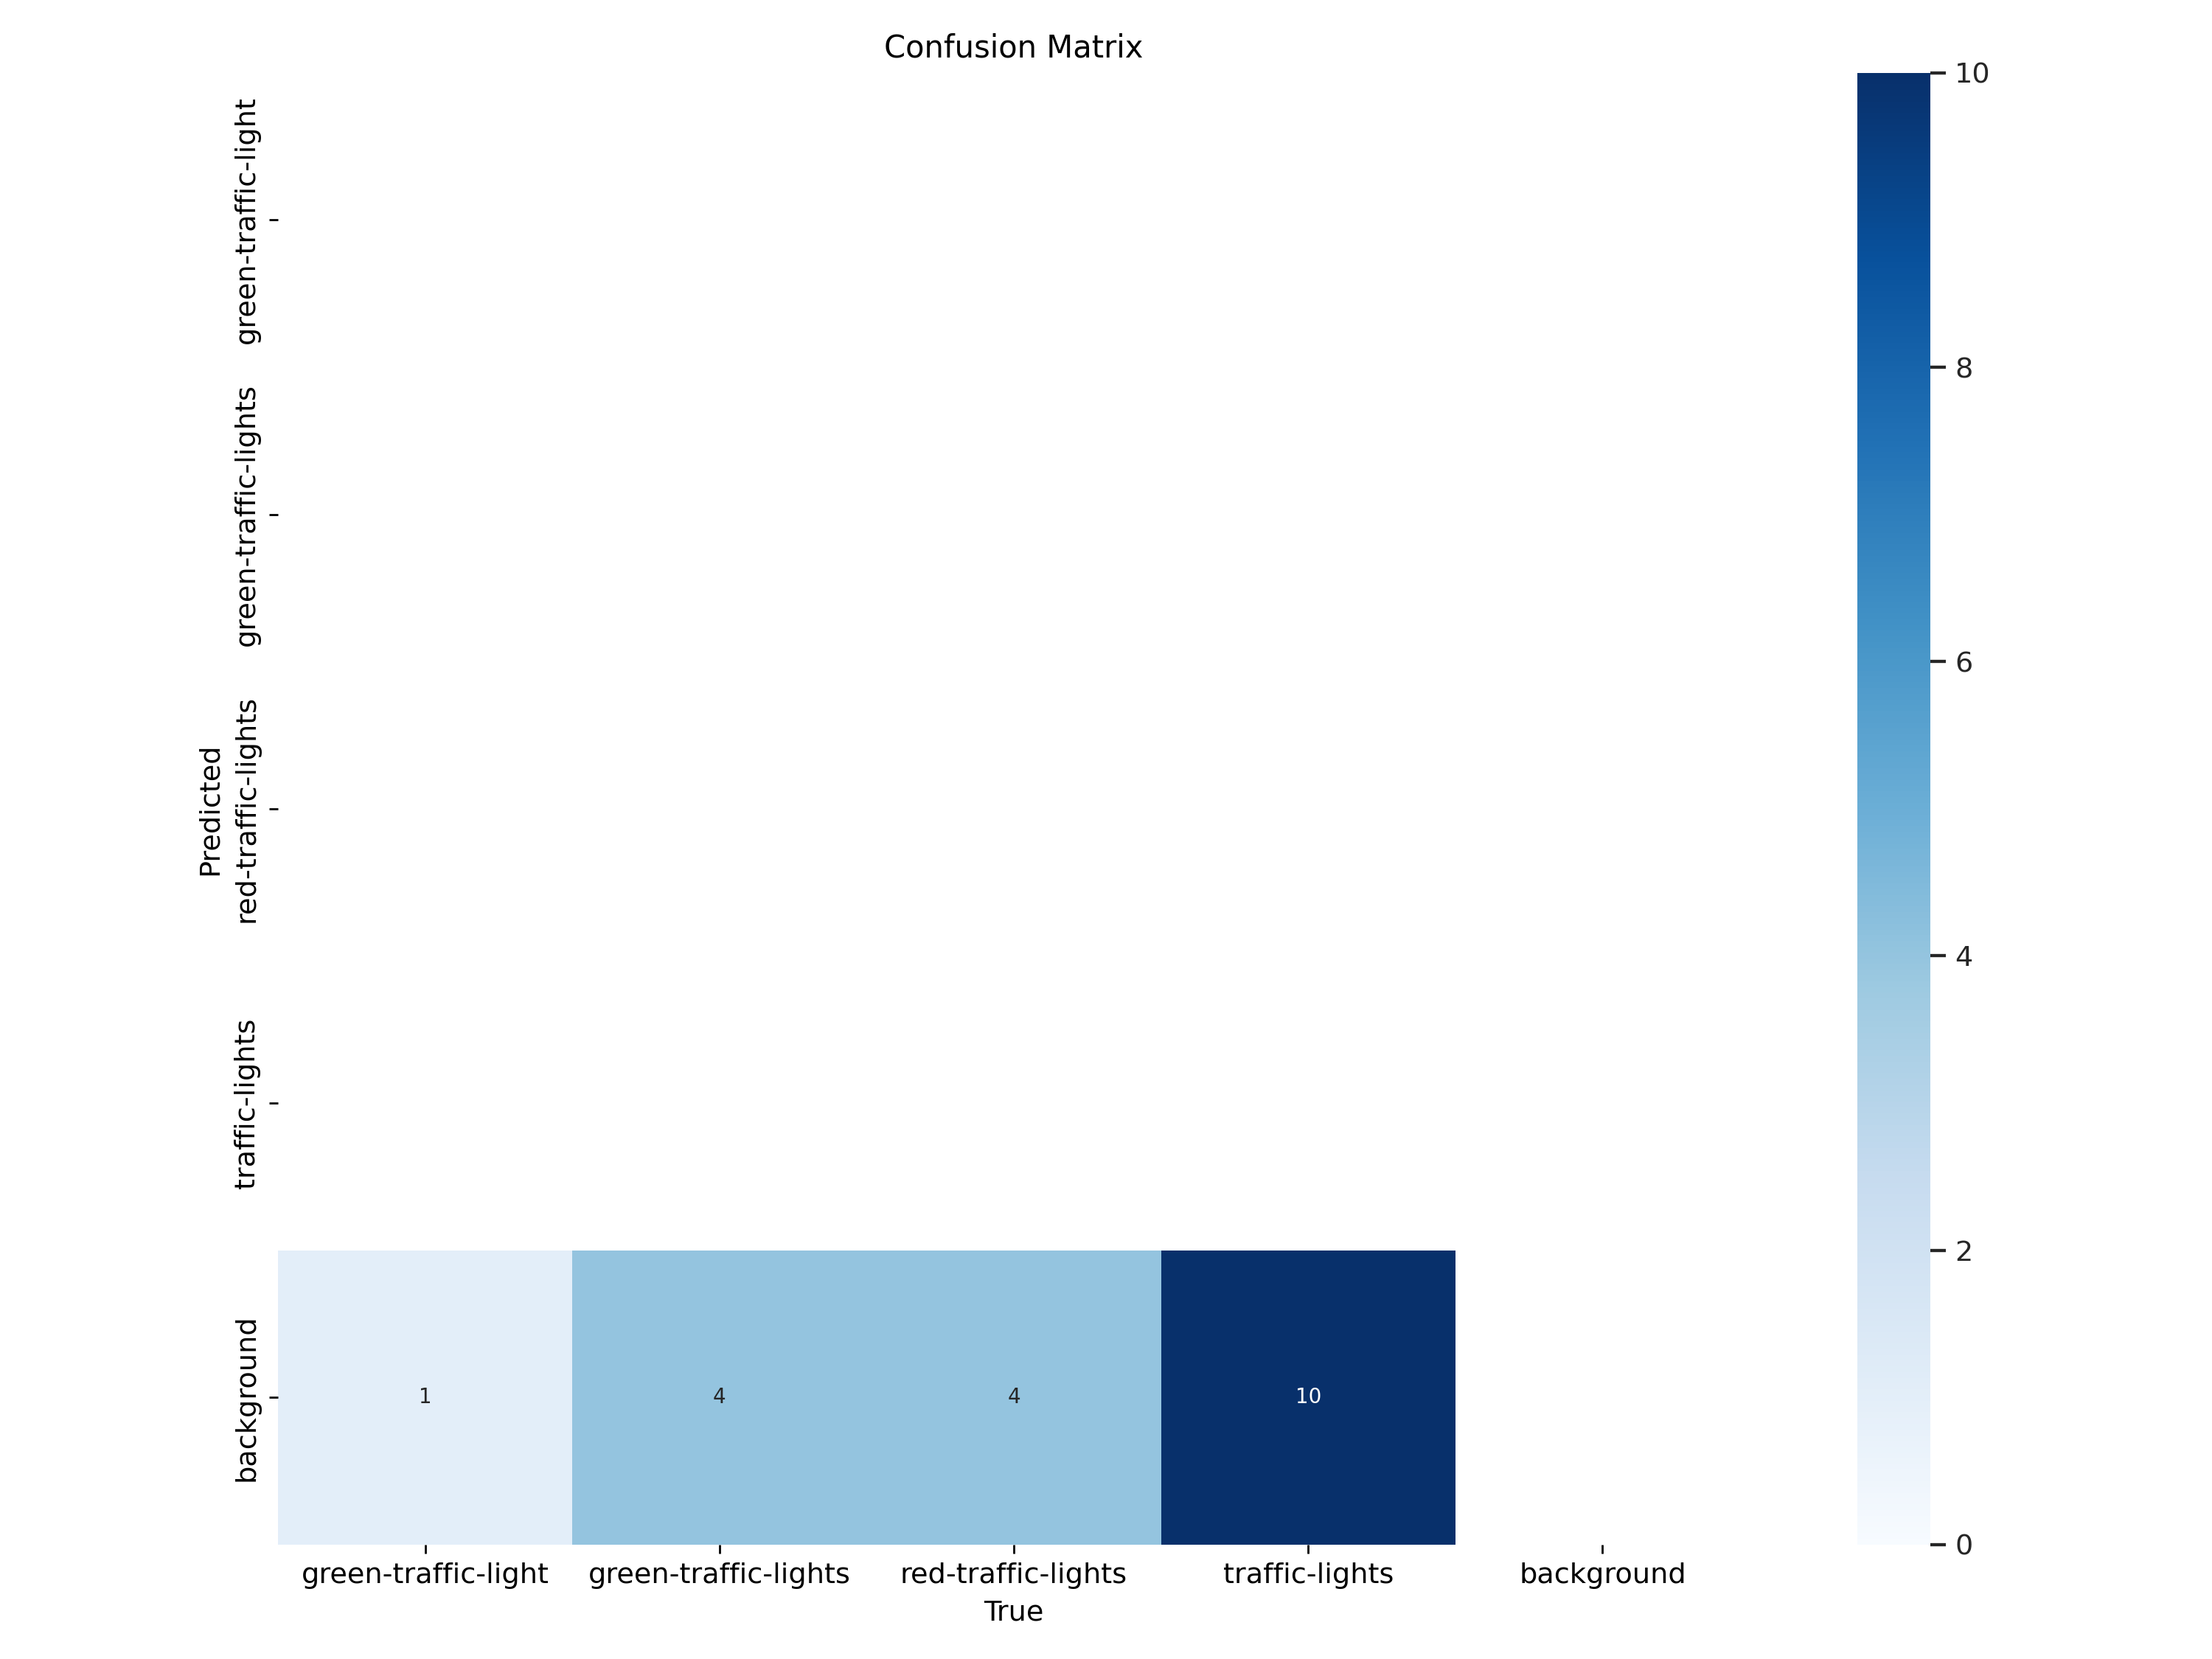 Confusion Matrix
green-traffic-light
green-traffic-lights
red-traffic-lights
traffic-lights
background
Predicted
1
4
4
10
green-traffic-light
green-traffic-lights
red-traffic-lights
traffic-lights
background
True
10
8
6
4
2
0